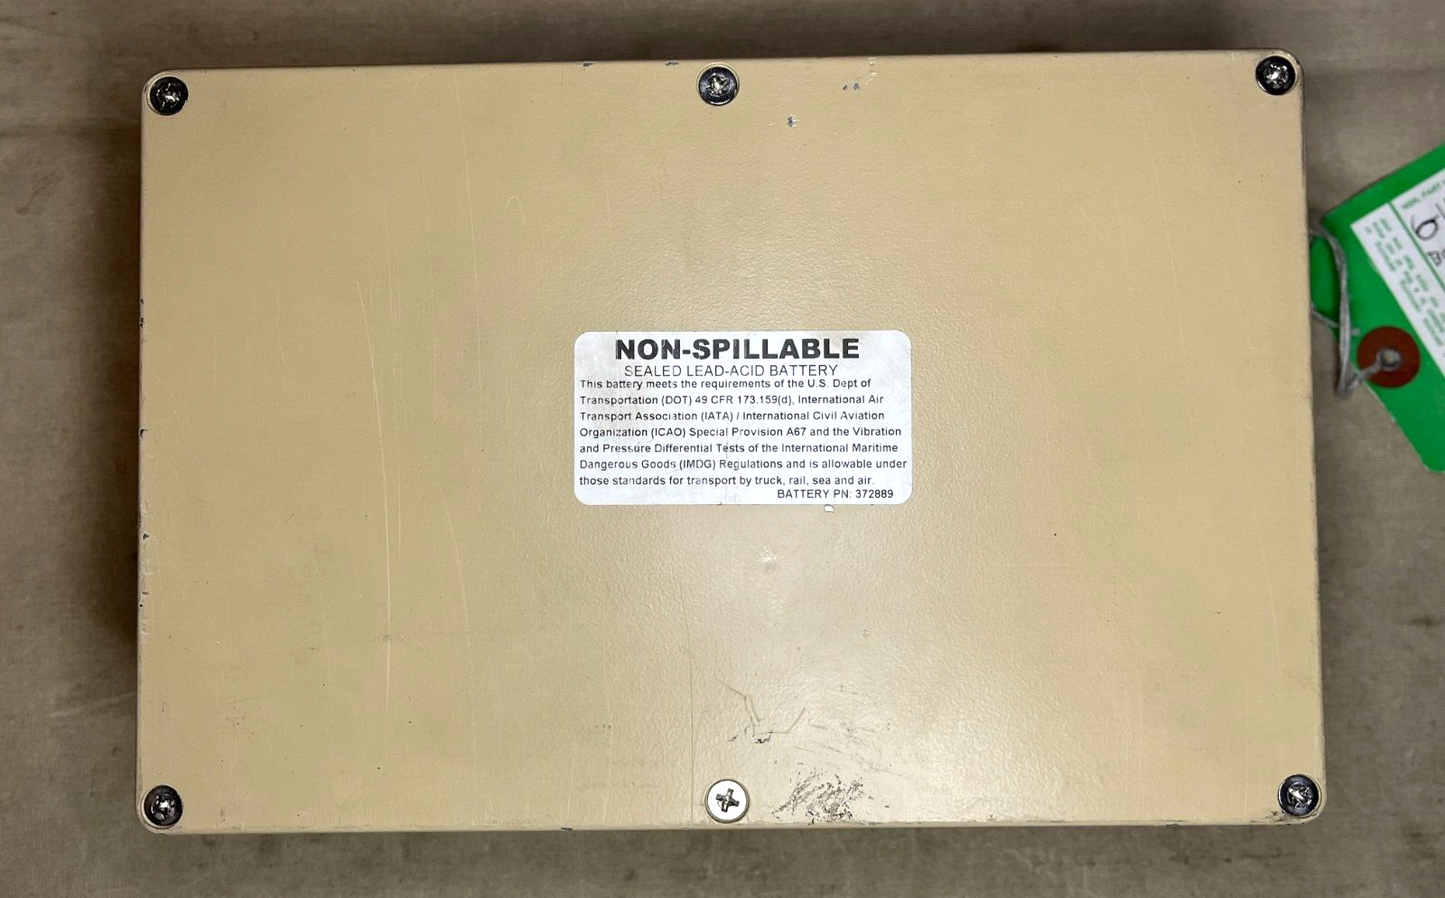 NON-SPILLABLE
SEALED LEAD-ACID BATTERY
This battery meets the requirements of the U.S. Dept of
Transportation (DOT) 49 CFR 173.159(d), International Air
Transport Association (IATA) / International Civil Aviation
Organization (ICAO) Special Provision A67 and the Vibration
and Pressure Differential Tests of the International Maritime
Dangerous Goods (IMDG) Regulations and is allowable under
those standards for transport by truck, rail, sea and air.
BATTERY PN: 372889